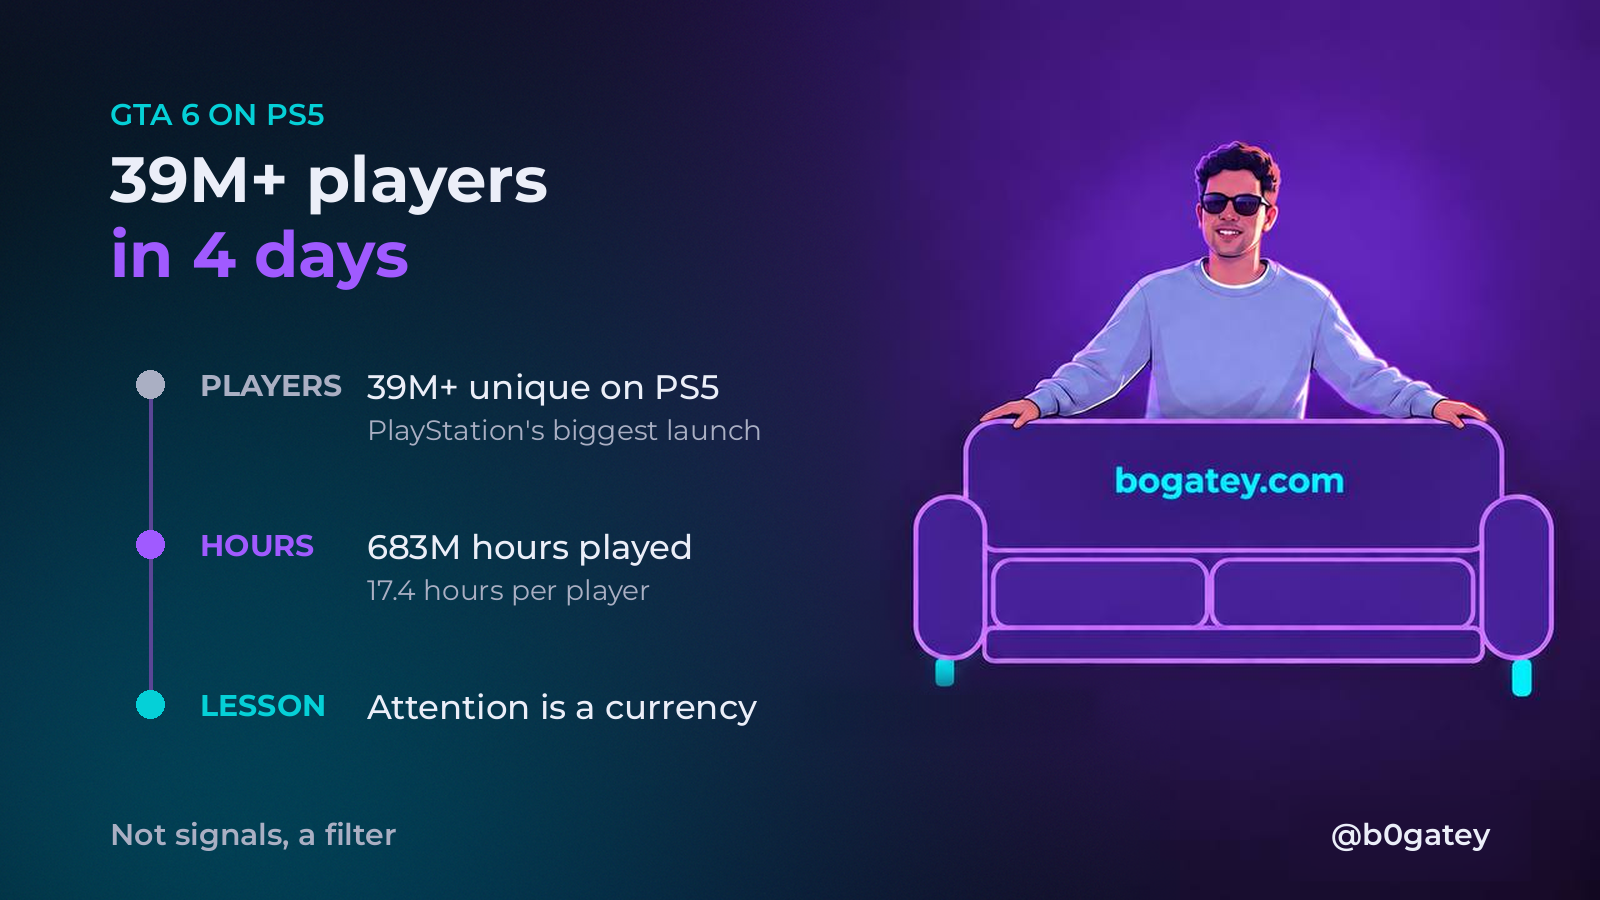 GTA 6 ON PS5
39M+ players
in 4 days
PLAYERS 39M+ unique on PS5
PlayStation's biggest launch
HOURS 683M hours played
17.4 hours per player
LESSON Attention is a currency
bogatey.com
Not signals, a filter
@b0gatey